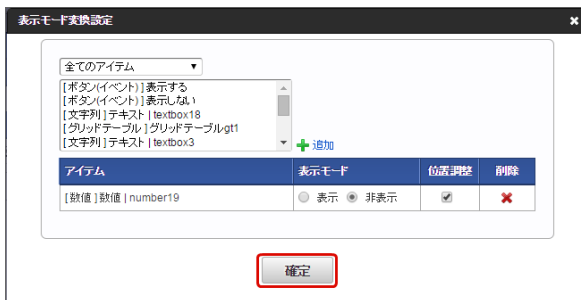 表示モード変換設定
全てのアイテム
[ボタン(イベント)]表示する
[ボタン(イベント)]表示しない
[文字列]テキスト | textbox18
[グリッドテーブル]グリッドテーブルgt1
[文字列]テキスト | textbox3
追加
アイテム 表示モード 位置調整 削除
[数値]数値 | number19 表示 非表示
確定